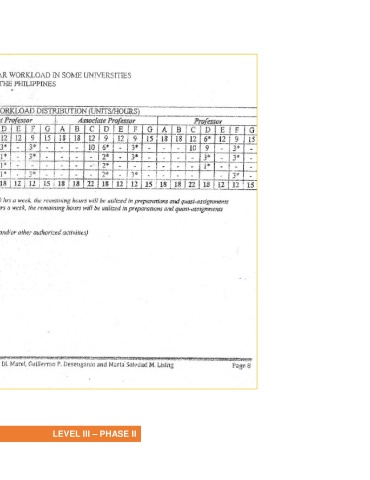 AR WORKLOAD IN SOME UNIVERSITIES
THE PHILIPPINES
ORKLOAD DISTRIBUTION (UNITS/HOURS)
t Professor Associate Professor Professor
D E F G A B C D E F G A B C D E F G
12 12 9 15 18 18 12 9 12 9 15 18 18 12 6* 12 9 15
3* - 3* - - - 10 6* - 3* - - - 10 9 - 3* -
1* - 3* - - - - 2* - 3* - - - - 3* - 3* -
1* - - - - - - 2* - - - - - - 1* - - -
1* - 3* - - - - 2* - 3* - - - - - - 3* -
18 12 12 15 18 18 22 18 12 12 15 18 18 22 18 12 12 15
hrs a week, the remaining hours will be utilized in preparations and quasi-assignments
rs a week, the remaining hours will be utilized in preparations and quasi-assignments
and/or other authorized activities)
Di. Manel, Guillermo P. Desenganio and Maria Soledad M. Lising Page 8
LEVEL III – PHASE II